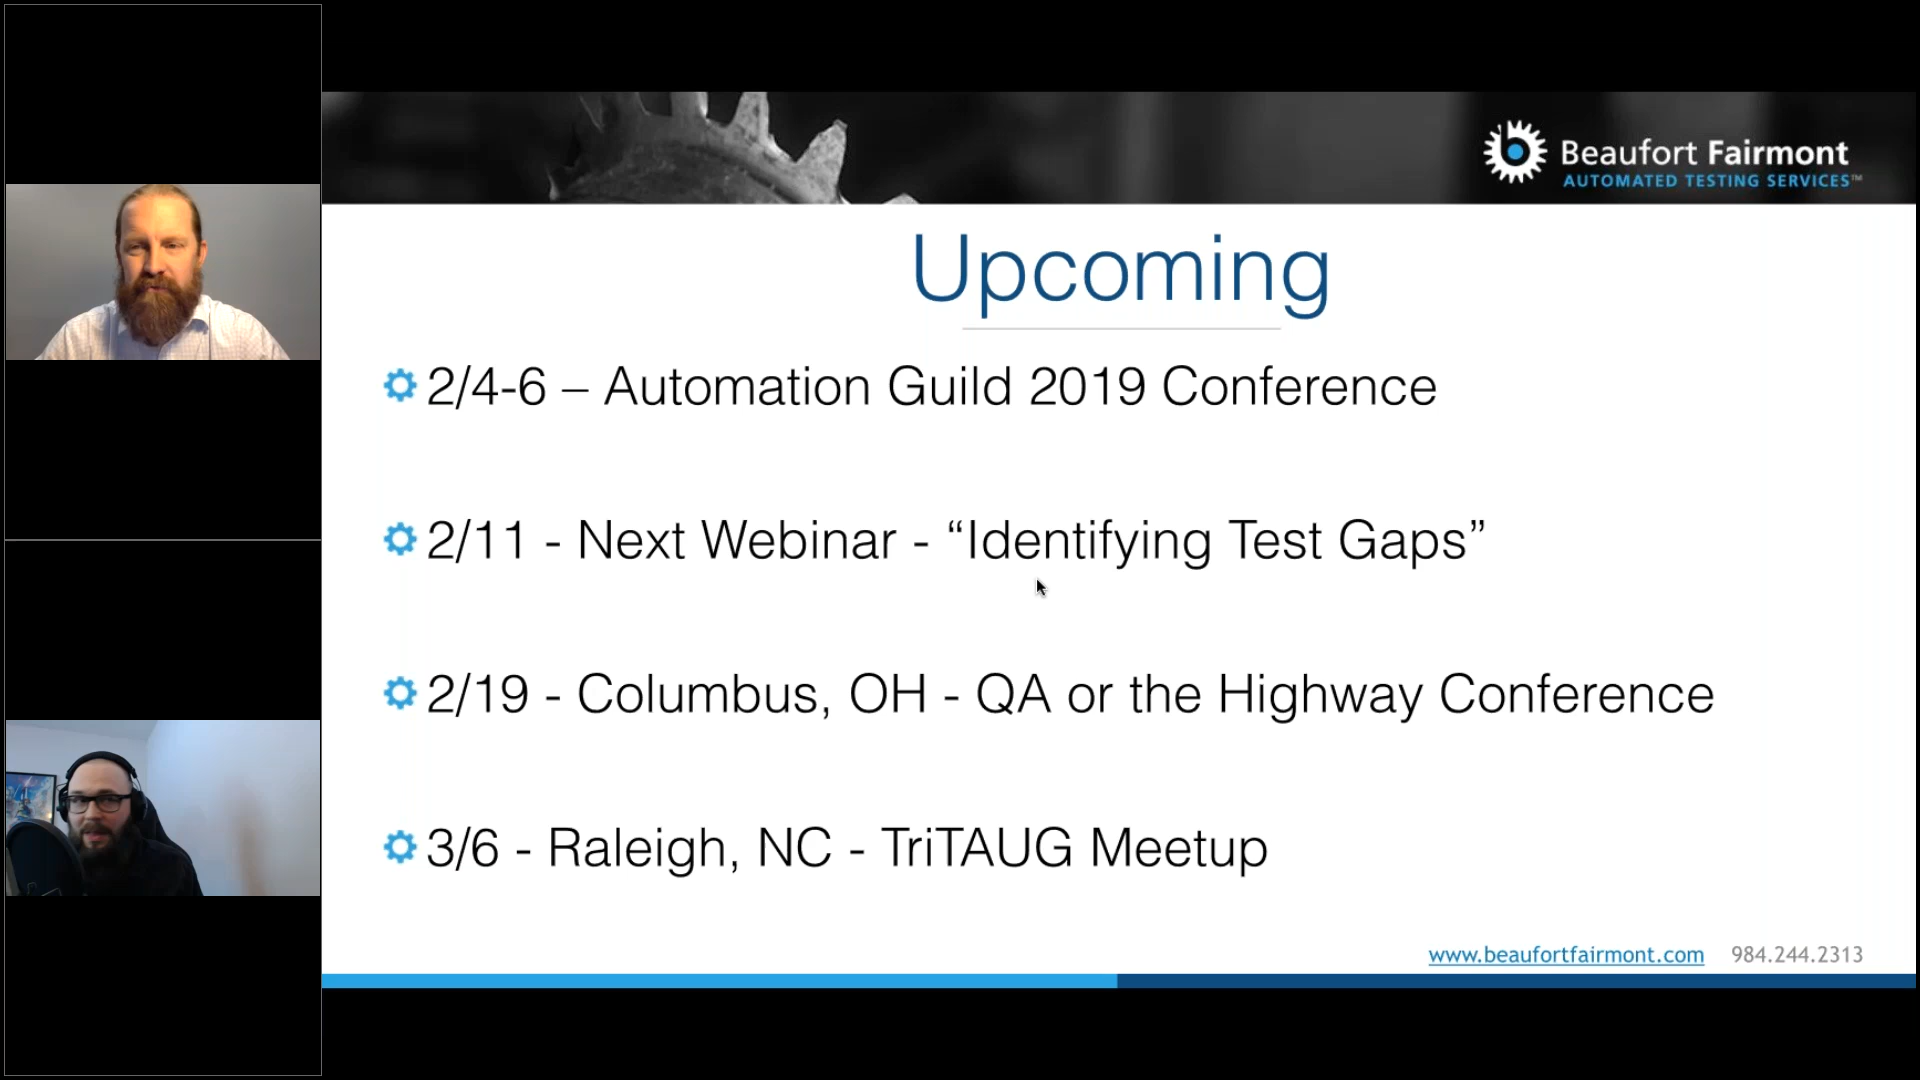 Beaufort Fairmont
AUTOMATED TESTING SERVICES™
Upcoming
2/4-6 – Automation Guild 2019 Conference
2/11 - Next Webinar - “Identifying Test Gaps”
2/19 - Columbus, OH - QA or the Highway Conference
3/6 - Raleigh, NC - TriTAUG Meetup
www.beaufortfairmont.com 984.244.2313